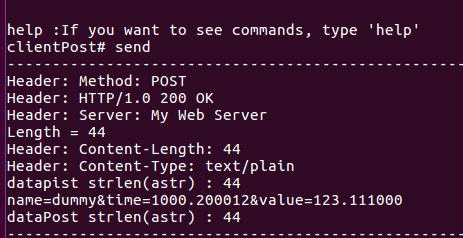 help :If you want to see commands, type 'help'
clientPost# send
-----------------------------------------------------
Header: Method: POST
Header: HTTP/1.0 200 OK
Header: Server: My Web Server
Length = 44
Header: Content-Length: 44
Header: Content-Type: text/plain
datapist strlen(astr) : 44
name=dummy&time=1000.200012&value=123.111000
dataPost strlen(astr) : 44
-----------------------------------------------------